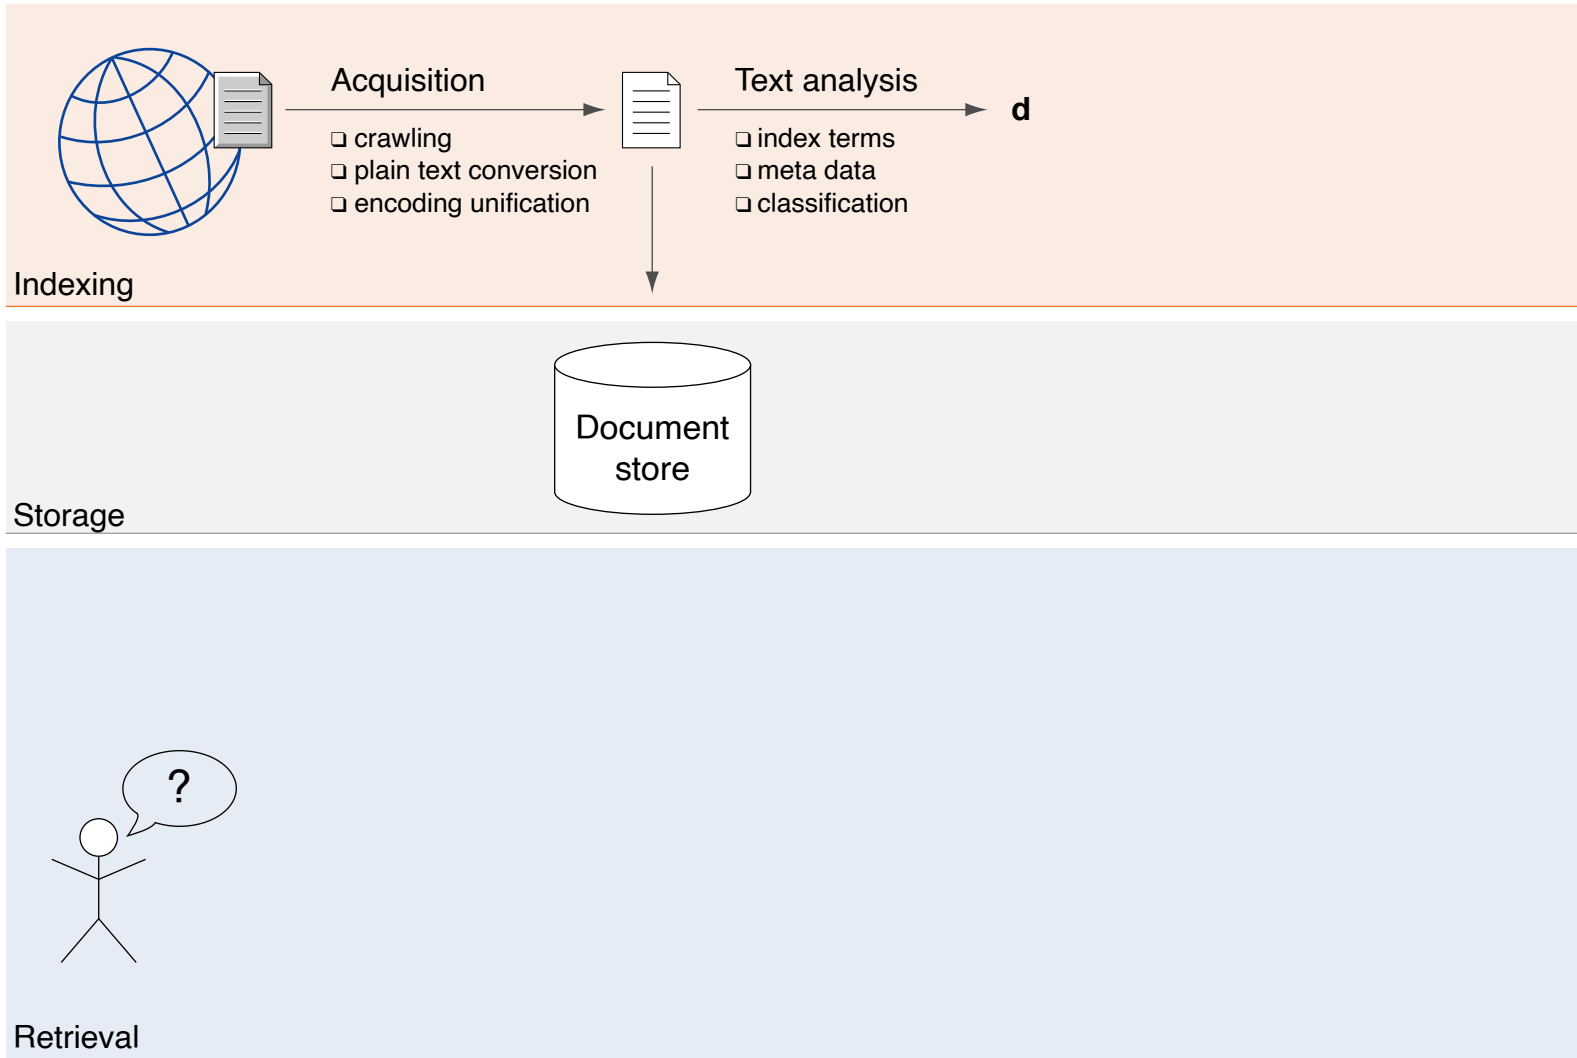 Acquisition
❏ crawling
❏ plain text conversion
❏ encoding unification
Text analysis
❏ index terms
❏ meta data
❏ classification
d
Indexing
Document
store
Storage
?
Retrieval